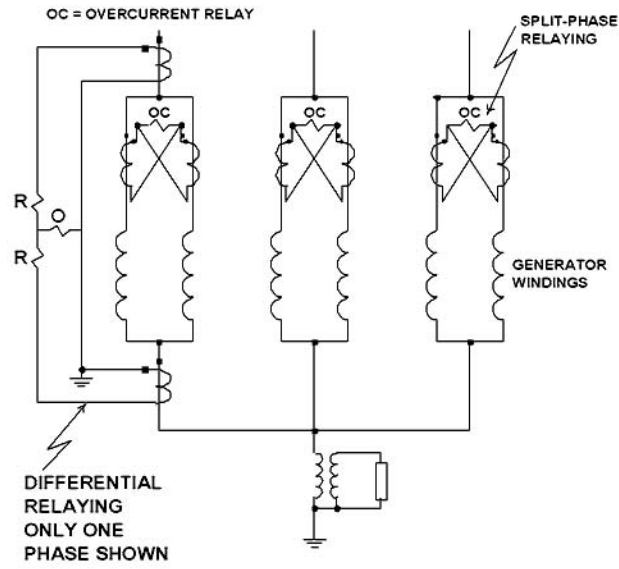 OC = OVERCURRENT RELAY
SPLIT-PHASE
RELAYING
OC
OC
OC
R
O
R
GENERATOR
WINDINGS
DIFFERENTIAL
RELAYING
ONLY ONE
PHASE SHOWN